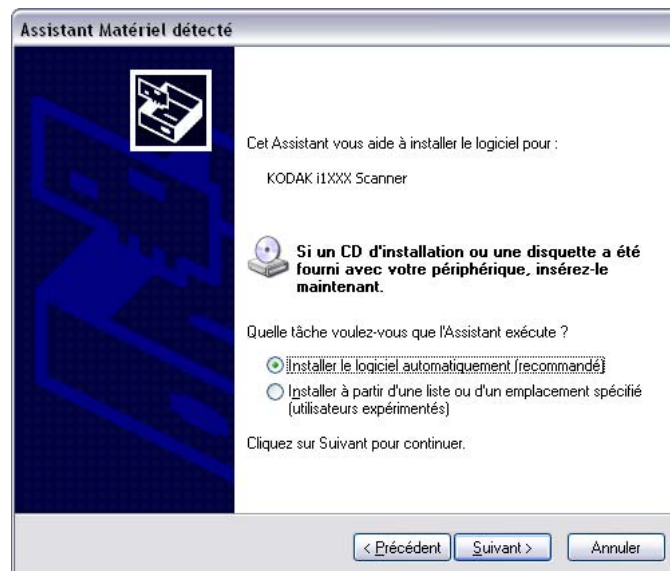 Assistant Matériel détecté
Cet Assistant vous aide à installer le logiciel pour :
KODAK i1XXX Scanner
Si un CD d'installation ou une disquette a été
fourni avec votre périphérique, insérez-le
maintenant.
Quelle tâche voulez-vous que l'Assistant exécute ?
Installer le logiciel automatiquement (recommandé)
Installer à partir d'une liste ou d'un emplacement spécifié
(utilisateurs expérimentés)
Cliquez sur Suivant pour continuer.
< Précédent Suivant > Annuler